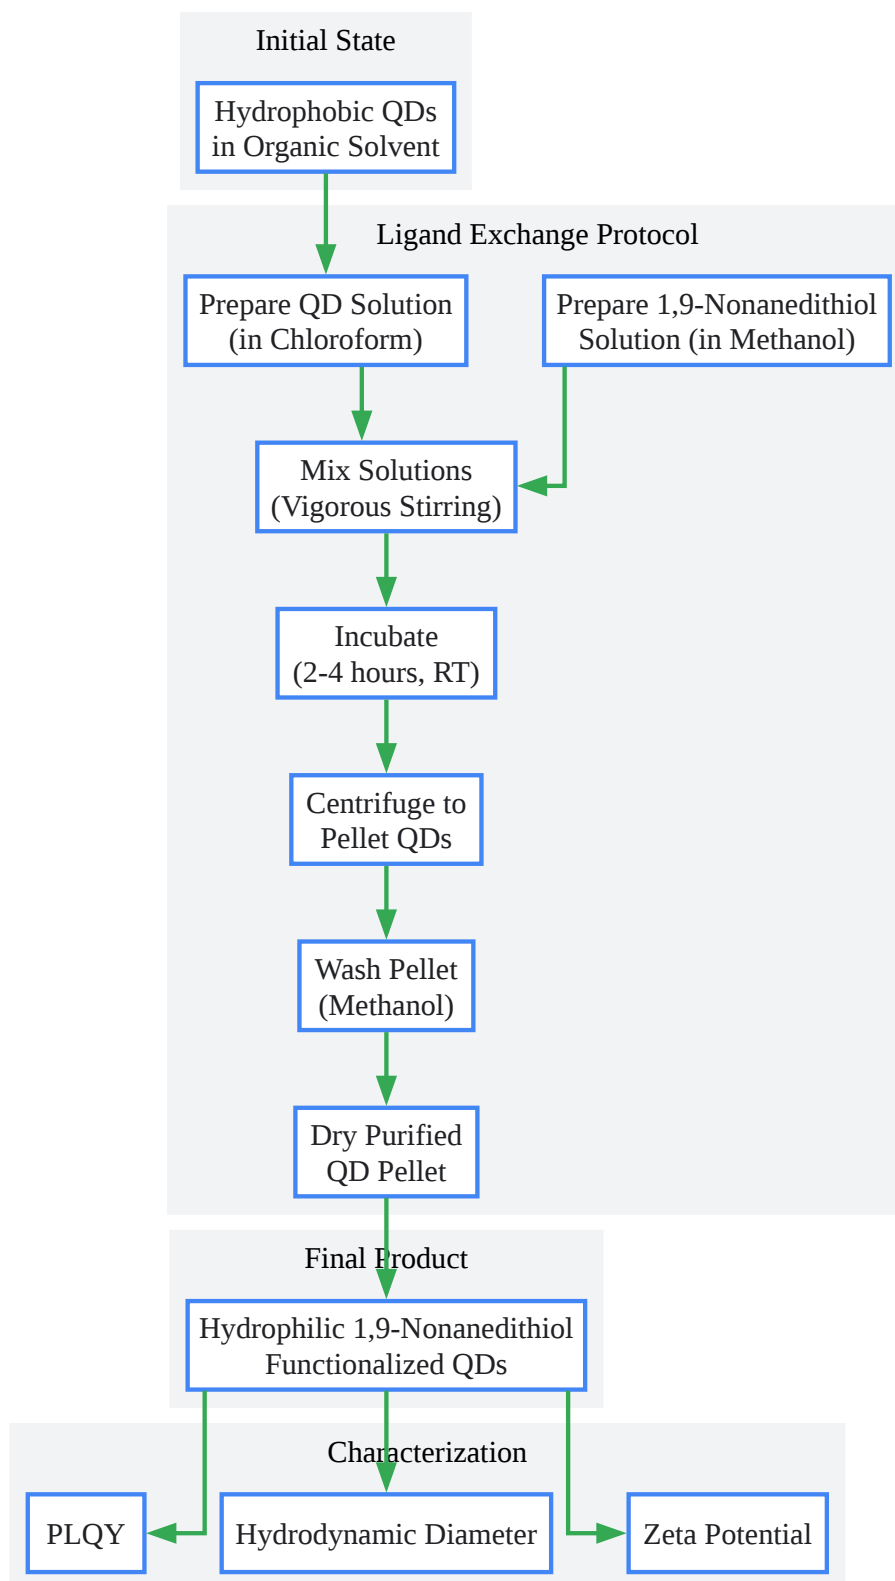 Initial State
Hydrophobic QDs
in Organic Solvent
Ligand Exchange Protocol
Prepare QD Solution
(in Chloroform)
Prepare 1,9-Nonanedithiol
Solution (in Methanol)
Mix Solutions
(Vigorous Stirring)
Incubate
(2-4 hours, RT)
Centrifuge to
Pellet QDs
Wash Pellet
(Methanol)
Dry Purified
QD Pellet
Final Product
Hydrophilic 1,9-Nonanedithiol
Functionalized QDs
Characterization
PLQY
Hydrodynamic Diameter
Zeta Potential